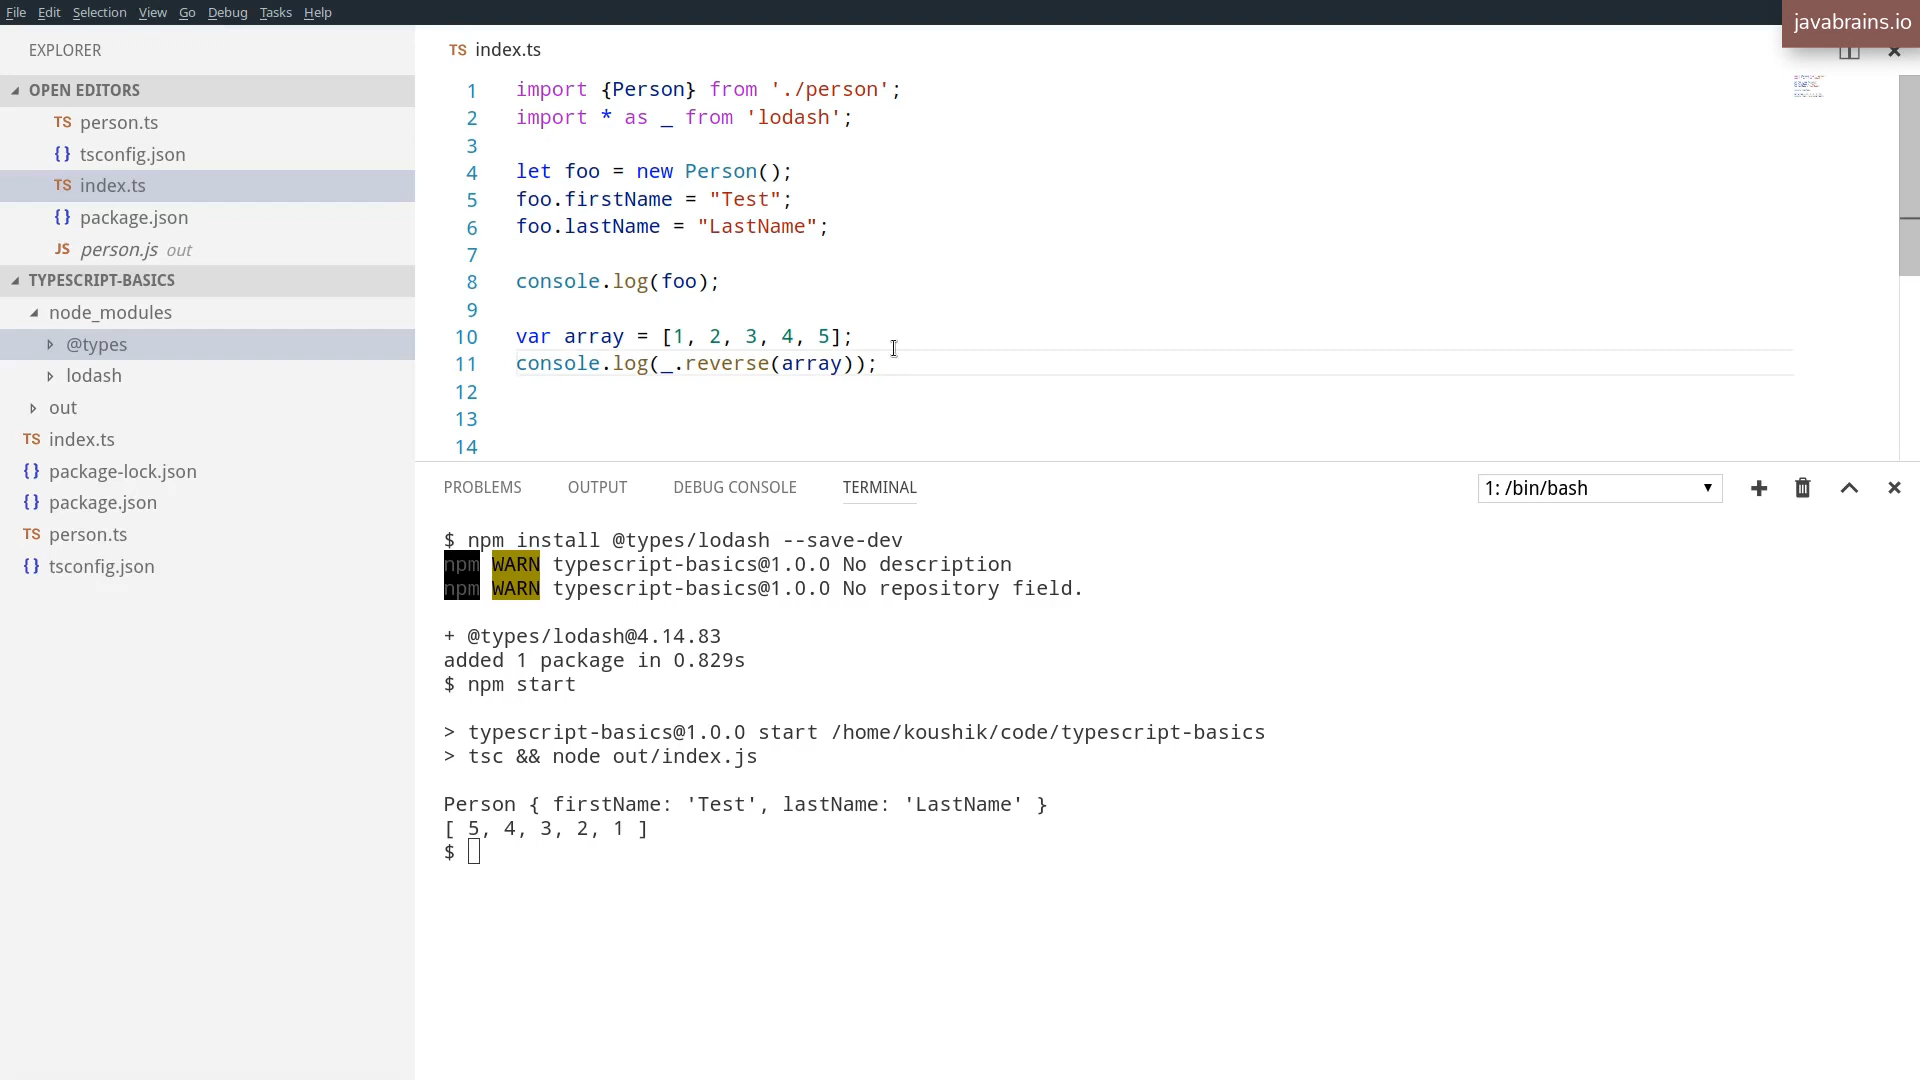 File Edit Selection View Go Debug Tasks Help
javabrains.io
EXPLORER
OPEN EDITORS
TS person.ts
{} tsconfig.json
TS index.ts
{} package.json
JS person.js out
TYPESCRIPT-BASICS
node_modules
@types
lodash
out
TS index.ts
{} package-lock.json
{} package.json
TS person.ts
{} tsconfig.json
TS index.ts
1 import {Person} from './person';
2 import * as _ from 'lodash';
3
4 let foo = new Person();
5 foo.firstName = "Test";
6 foo.lastName = "LastName";
7
8 console.log(foo);
9
10 var array = [1, 2, 3, 4, 5];
11 console.log(_.reverse(array));
12
13
14
PROBLEMS OUTPUT DEBUG CONSOLE TERMINAL 1: /bin/bash
$ npm install @types/lodash --save-dev
npm WARN typescript-basics@1.0.0 No description
npm WARN typescript-basics@1.0.0 No repository field.
+ @types/lodash@4.14.83
added 1 package in 0.829s
$ npm start
> typescript-basics@1.0.0 start /home/koushik/code/typescript-basics
> tsc && node out/index.js
Person { firstName: 'Test', lastName: 'LastName' }
[ 5, 4, 3, 2, 1 ]
$